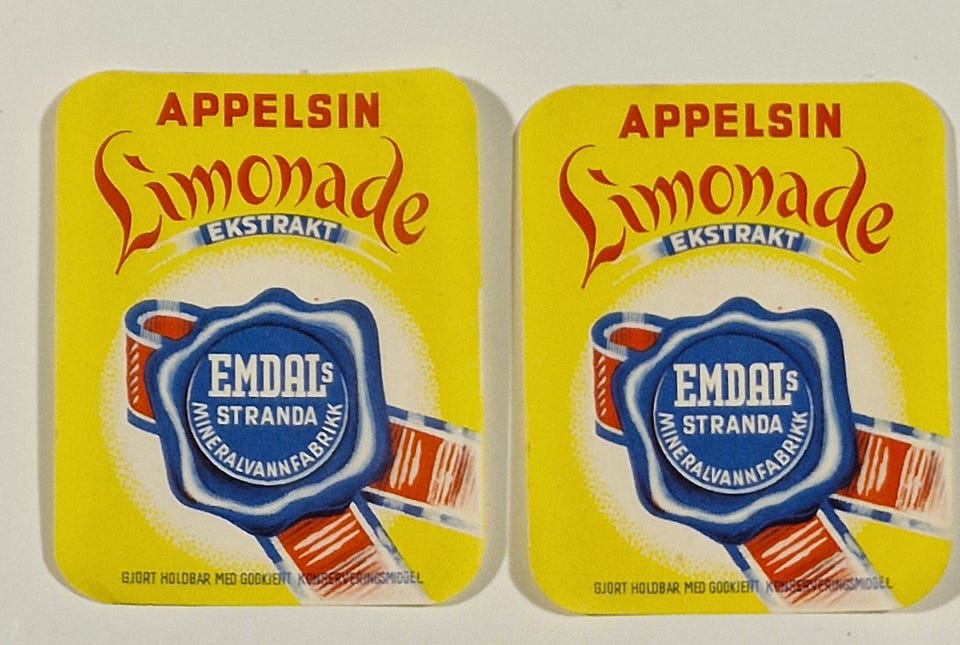 APPELSIN
Limonade
EKSTRAKT
EMDALs
STRANDA
MINERALVANNFABRIKK
GJORT HOLDBAR MED GODKJENT KONSERVERINGSMIDDEL
APPELSIN
Limonade
EKSTRAKT
EMDALs
STRANDA
MINERALVANNFABRIKK
GJORT HOLDBAR MED GODKJENT KONSERVERINGSMIDDEL